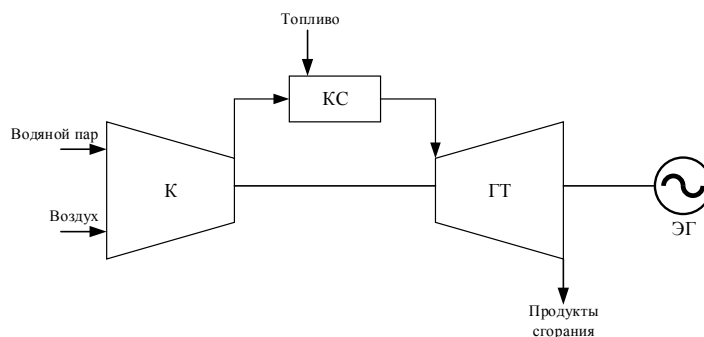 Топливо
КС
Водяной пар
К
ГТ
Воздух
ЭГ
Продукты
сгорания